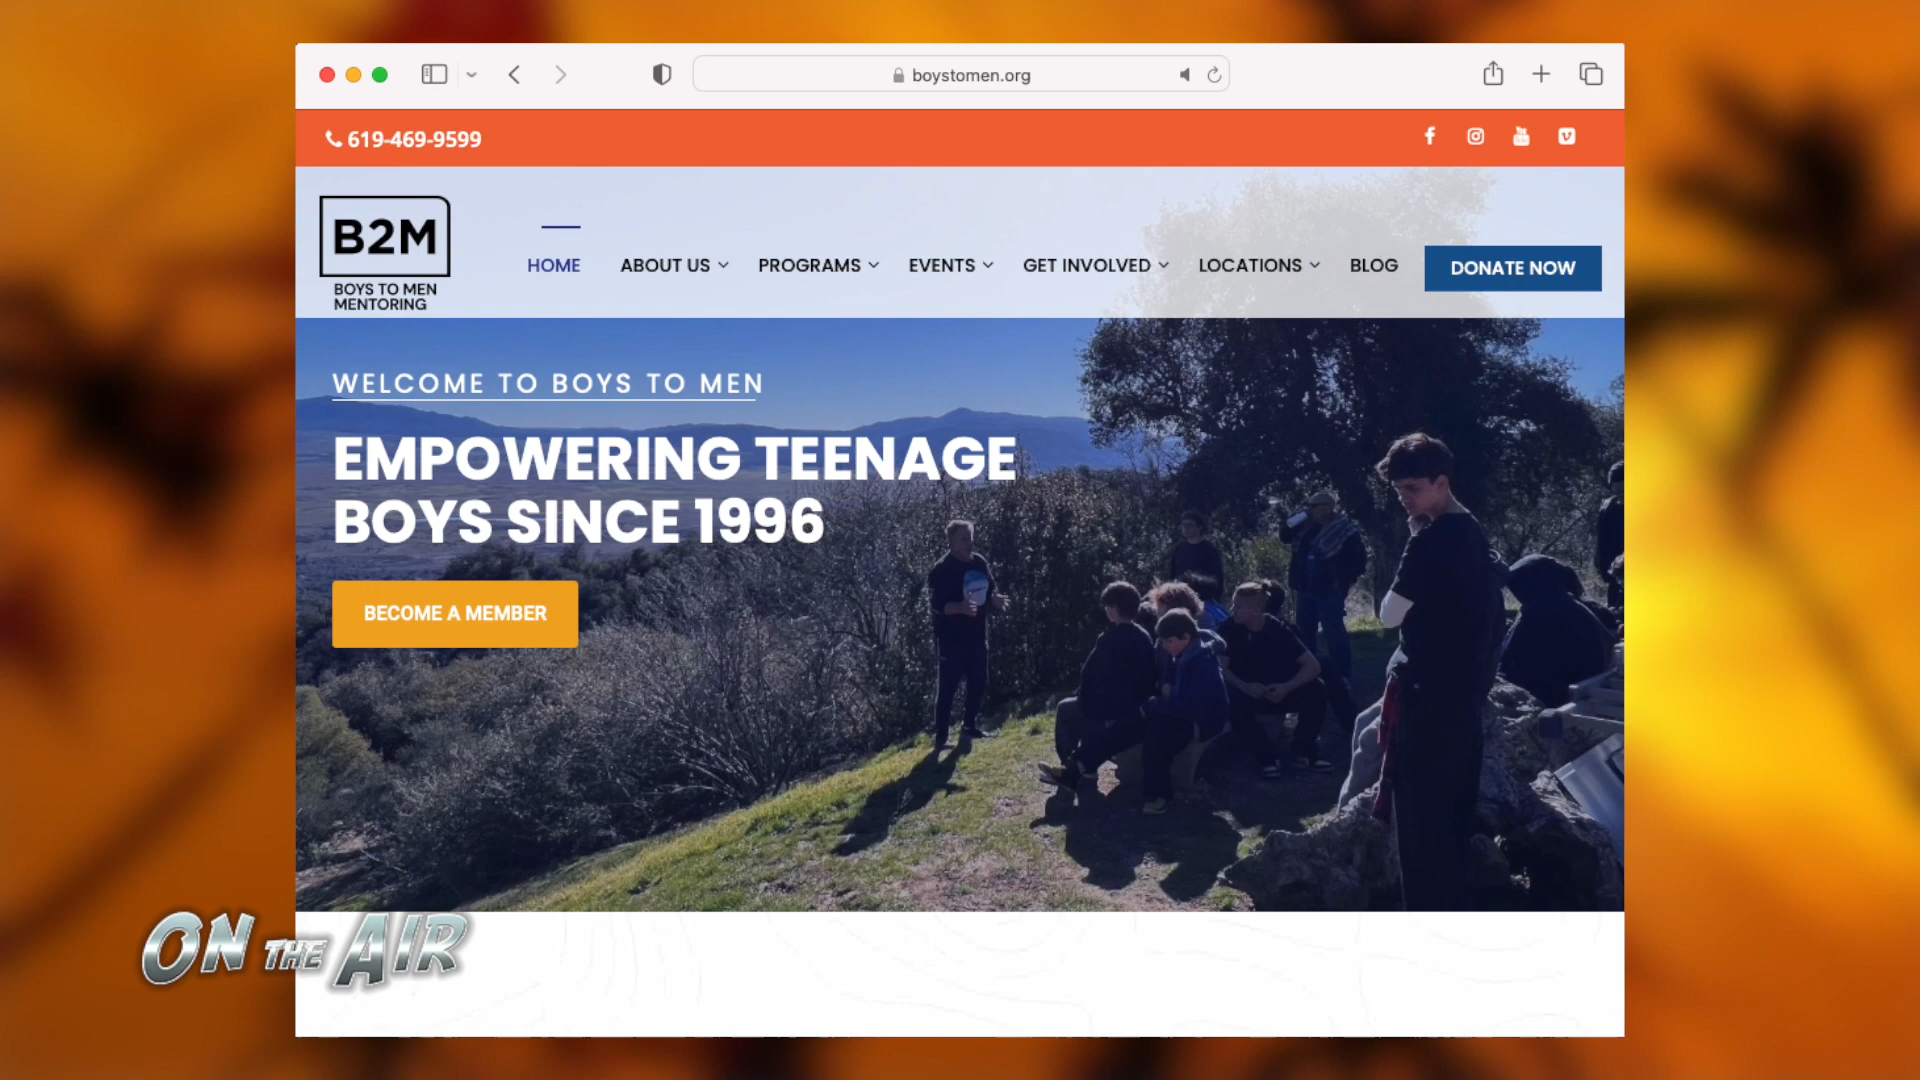 boystomen.org
619-469-9599
B2M
BOYS TO MEN
MENTORING
HOME
ABOUT US
PROGRAMS
EVENTS
GET INVOLVED
LOCATIONS
BLOG
DONATE NOW
WELCOME TO BOYS TO MEN
EMPOWERING TEENAGE
BOYS SINCE 1996
BECOME A MEMBER
ON THE AIR